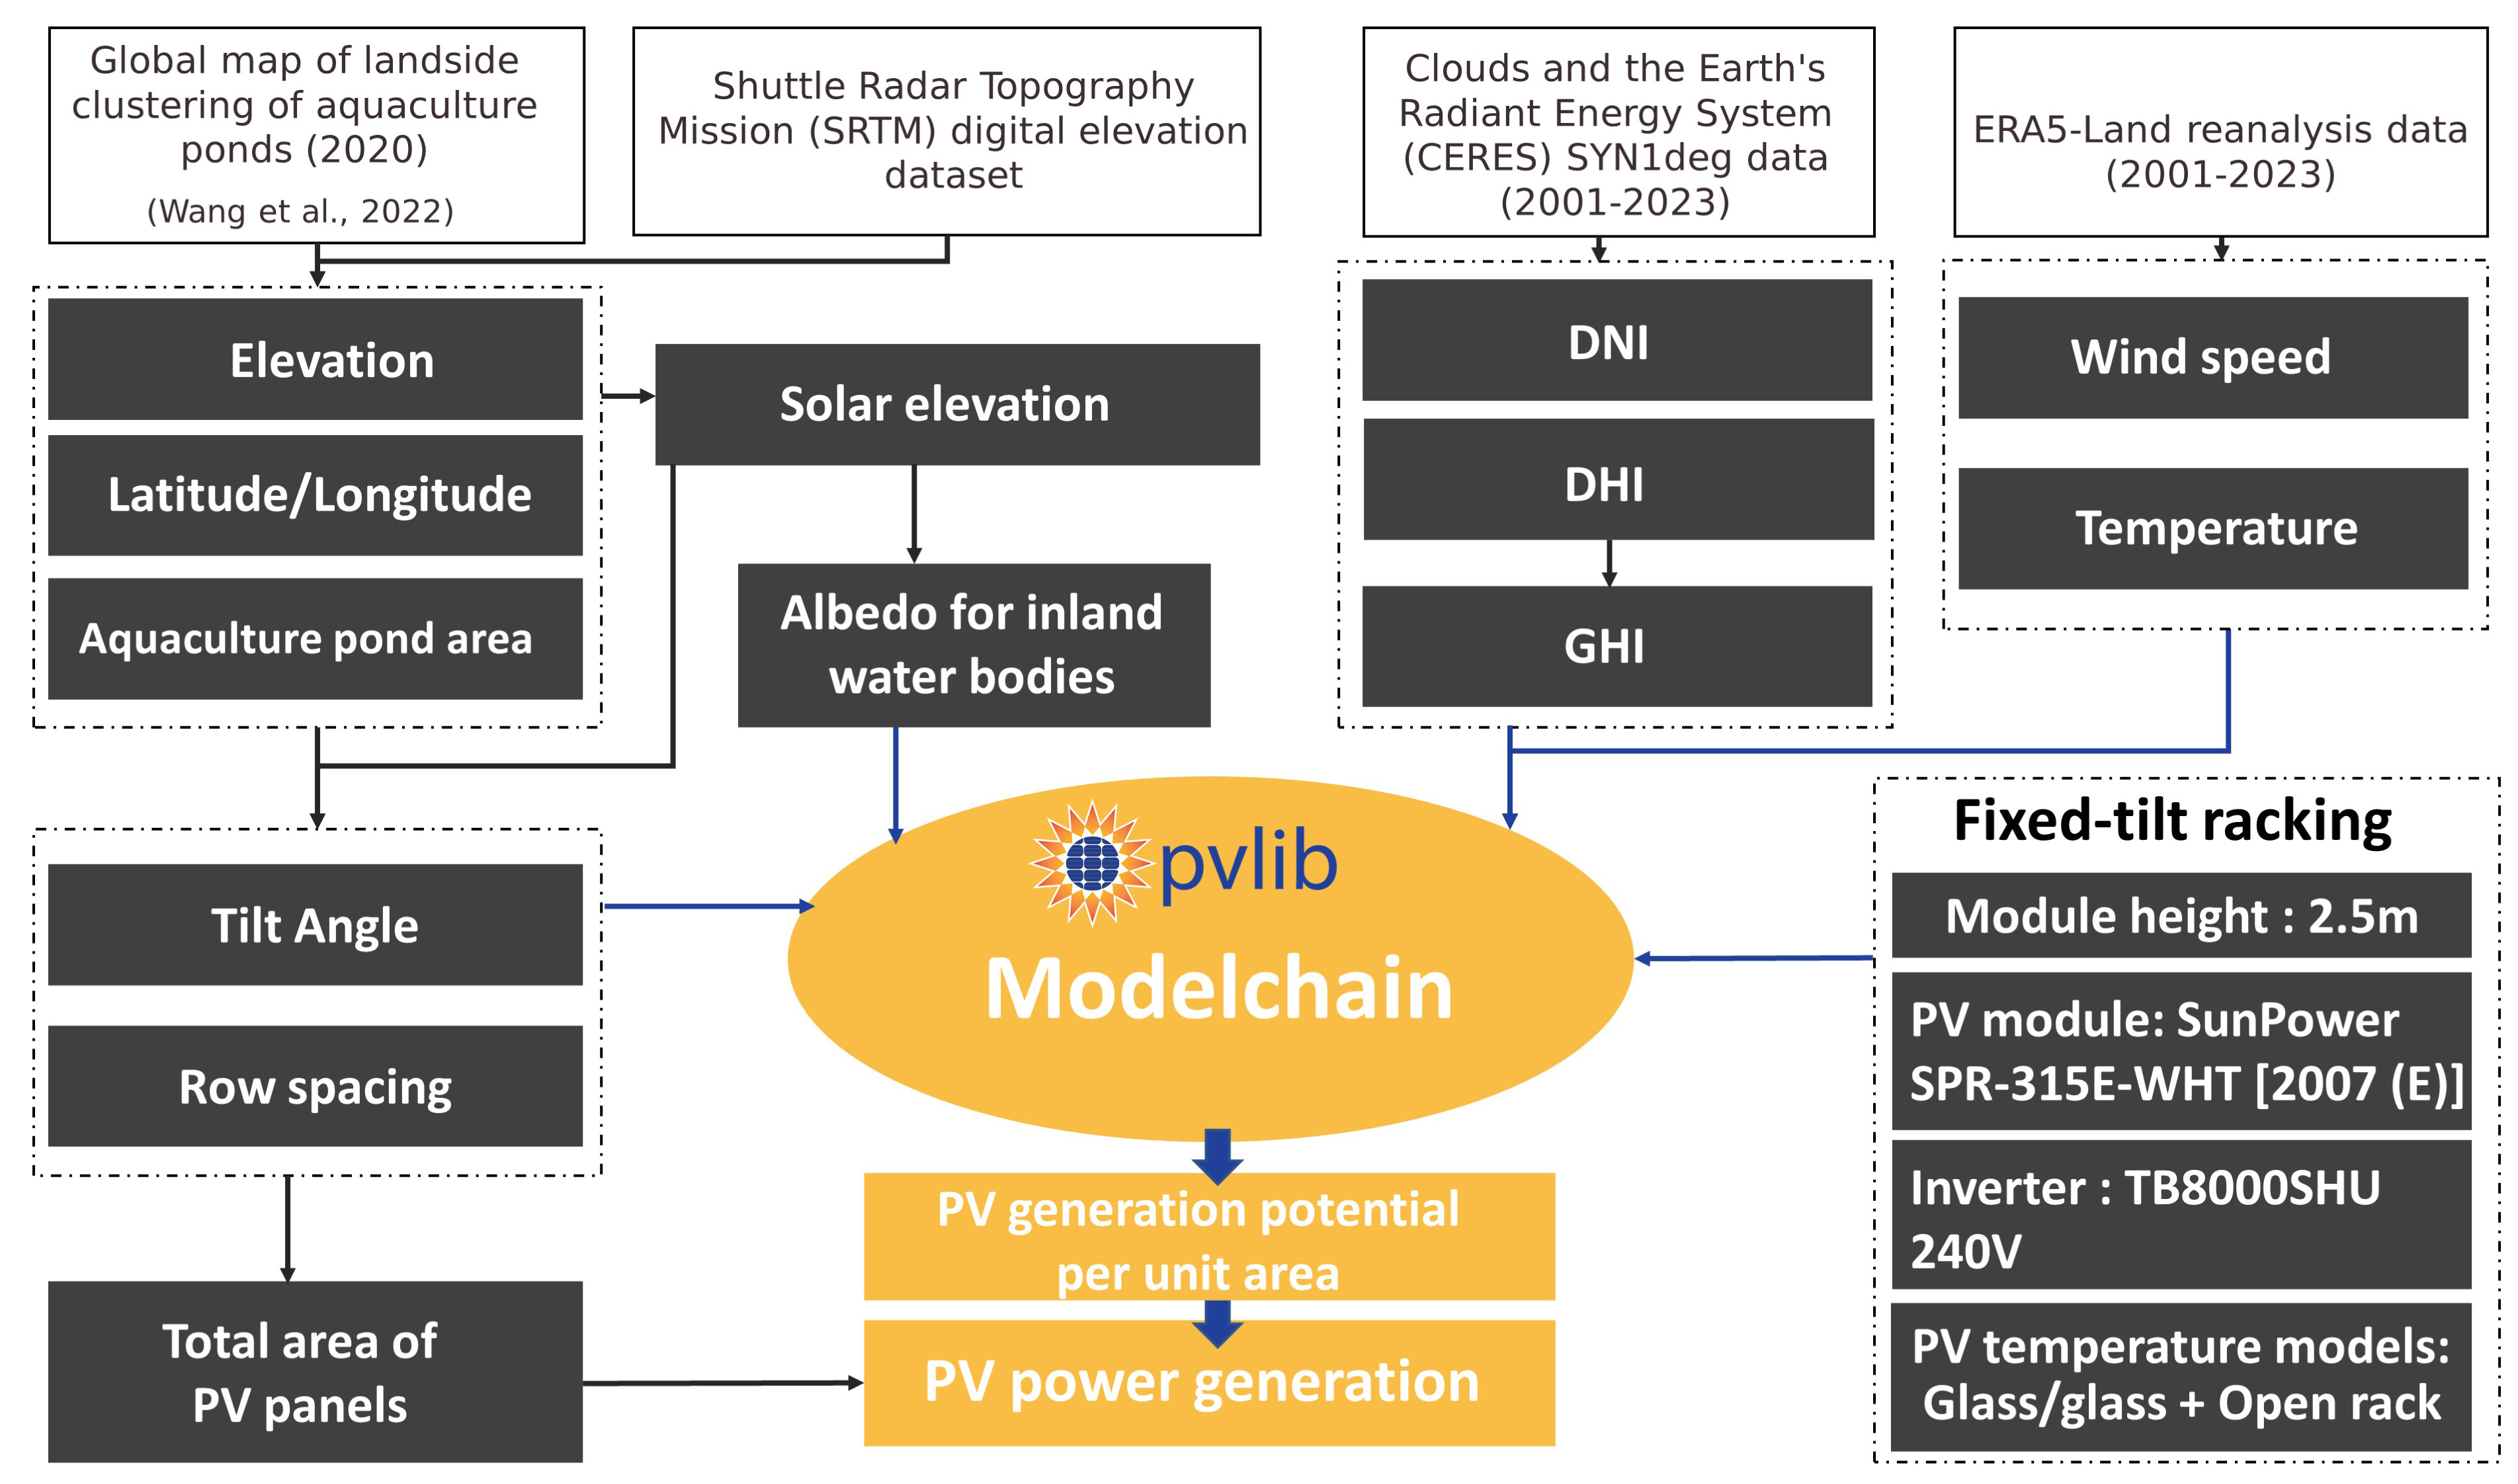 Global map of landside
clustering of aquaculture
ponds (2020)
(Wang et al., 2022)
Shuttle Radar Topography
Mission (SRTM) digital elevation
dataset
Clouds and the Earth's
Radiant Energy System
(CERES) SYN1deg data
(2001-2023)
ERA5-Land reanalysis data
(2001-2023)
Elevation
Latitude/Longitude
Aquaculture pond area
Solar elevation
Albedo for inland
water bodies
DNI
DHI
GHI
Wind speed
Temperature
Tilt Angle
Row spacing
Total area of
PV panels
pvlib
Modelchain
PV generation potential
per unit area
PV power generation
Fixed-tilt racking
Module height : 2.5m
PV module: SunPower
SPR-315E-WHT [2007 (E)]
Inverter : TB8000SHU
240V
PV temperature models:
Glass/glass + Open rack